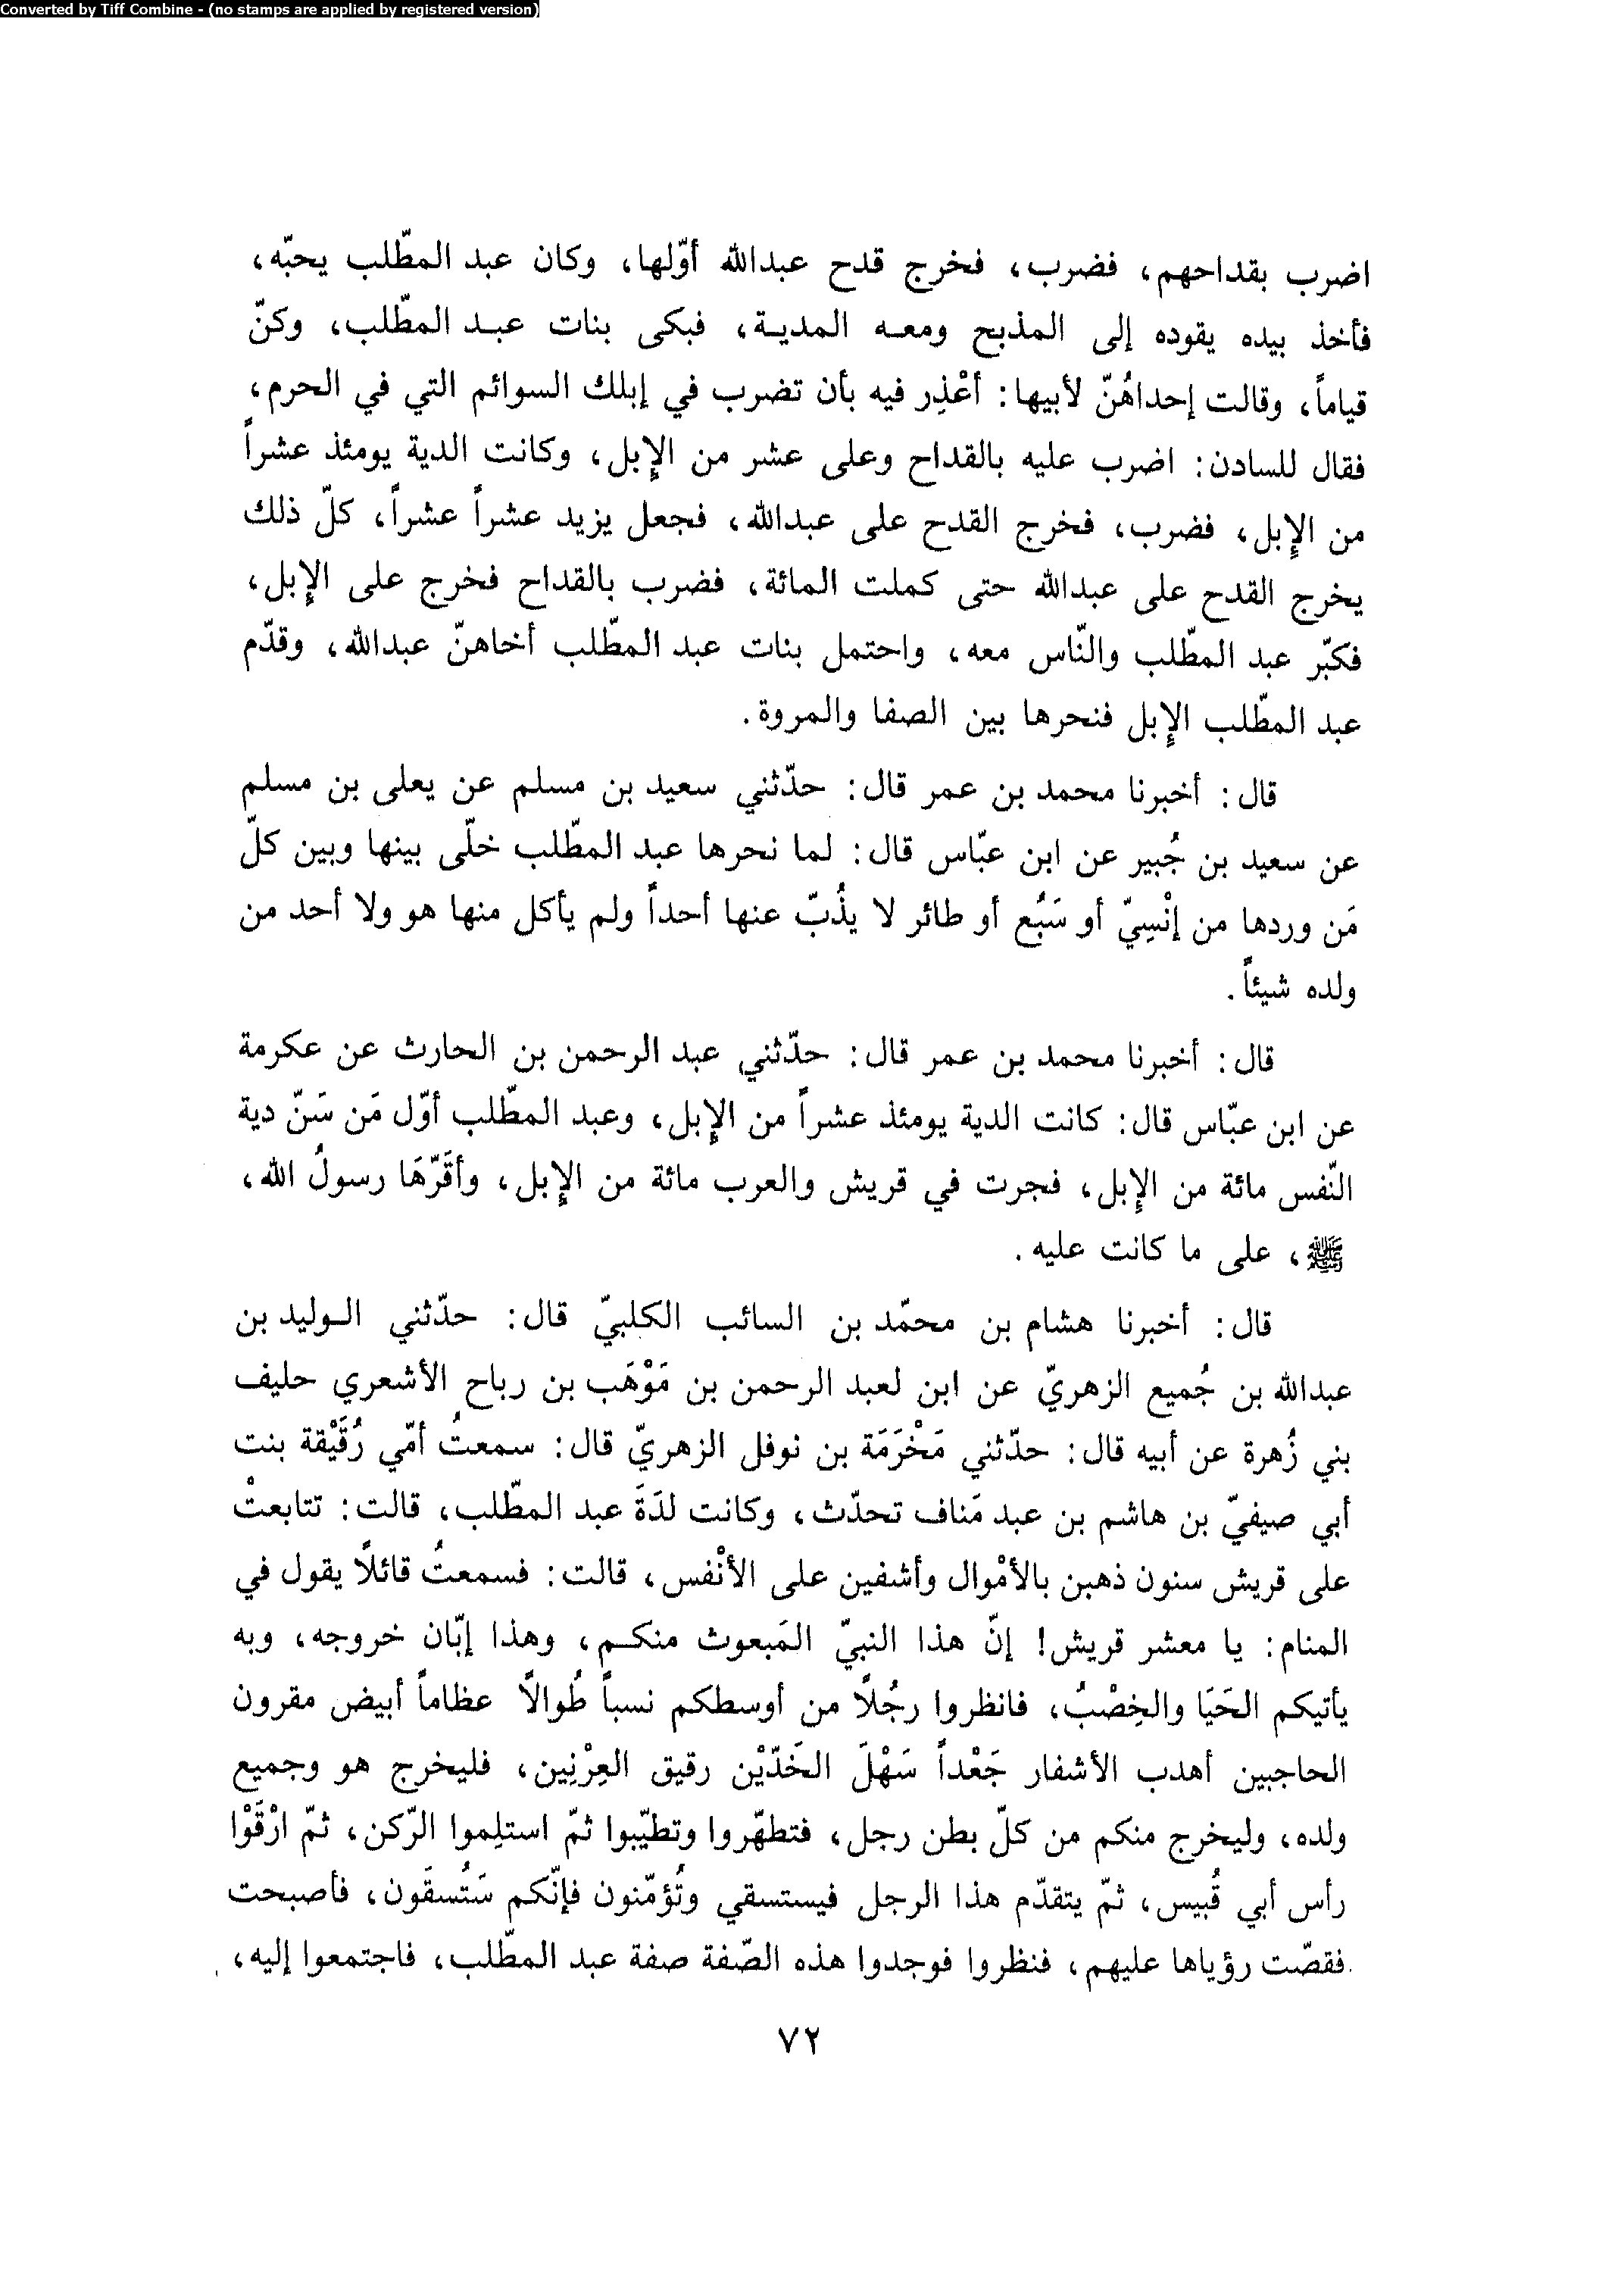 Converted by Tiff Combine - (no stamps are applied by registered version)
اضرب بقداحهم، فضرب، فخرج قدح عبدالله أوّلها، وكان عبد المطّلب يحبّه،
فأخذ بيده يقوده إلى المذبح ومعه المدية، فبكى بنات عبد المطّلب، وكنّ
قياماً، وقالت إحداهُنّ لأبيها: أعْذِر فيه بأن تضرب في إبلك السوائم التي في الحرم،
فقال للسادن: اضرب عليه بالقداح وعلى عشر من الإِبل، وكانت الدية يومئذ عشراً
من الإِبل، فضرب، فخرج القدح على عبدالله، فجعل يزيد عشراً عشراً، كلّ ذلك
يخرج القدح على عبدالله حتى كملت المائة، فضرب بالقداح فخرج على الإِبل،
فكبّر عبد المطّلب والنّاس معه، واحتمل بنات عبد المطّلب أخاهنّ عبدالله، وقدّم
عبد المطّلب الإِبل فنحرها بين الصفا والمروة.
قال: أخبرنا محمد بن عمر قال: حدّثني سعيد بن مسلم عن يعلى بن مسلم
عن سعيد بن جُبير عن ابن عبّاس قال: لما نحرها عبد المطّلب خلّى بينها وبين كلّ
مَن وردها من إنْسِيّ أو سَبُع أو طائر لا يذُبّ عنها أحداً ولم يأكل منها هو ولا أحد من
ولده شيئاً.
قال: أخبرنا محمد بن عمر قال: حدّثني عبد الرحمن بن الحارث عن عكرمة
عن ابن عبّاس قال: كانت الدية يومئذ عشراً من الإِبل، وعبد المطّلب أوّل مَن سَنّ دية
النّفس مائة من الإِبل، فجرت في قريش والعرب مائة من الإِبل، وأقَرّهَا رسولُ الله،
ﷺ، على ما كانت عليه.
قال: أخبرنا هشام بن محمّد بن السائب الكلبيّ قال: حدّثني الوليد بن
عبدالله بن جُميع الزهريّ عن ابن لعبد الرحمن بن مَوْهَب بن رباح الأشعري حليف
بني زُهرة عن أبيه قال: حدّثني مَخْرَمَة بن نوفل الزهريّ قال: سمعتُ أمّي رُقَيْقة بنت
أبي صيفيّ بن هاشم بن عبد مَناف تحدّث، وكانت لدَةَ عبد المطّلب، قالت: تتابعتْ
على قريش سنون ذهبن بالأمْوال وأشفين على الأنْفس، قالت: فسمعتُ قائلًا يقول في
المنام: يا معشر قريش! إنّ هذا النبيّ المَبعوث منكم، وهذا إبّان خروجه، وبه
يأتيكم الحَيَا والخِصْبُ، فانظروا رجُلًا من أوسطكم نسباً طُوالًا عظاماً أبيض مقرون
الحاجبين أهدب الأشفار جَعْداً سَهْلَ الخَدّيْن رقيق العِرْنِين، فليخرج هو وجميع
ولده، وليخرج منكم من كلّ بطن رجل، فتطهّروا وتطيّبوا ثمّ استلِموا الرّكن، ثمّ ارْقَوْا
رأس أبي قُبيس، ثمّ يتقدّم هذا الرجل فيستسقي وتُؤمّنون فإنّكم سَتُسقَون، فأصبحت
فقصّت رؤياها عليهم، فنظروا فوجدوا هذه الصّفة صفة عبد المطّلب، فاجتمعوا إليه،
٧٢